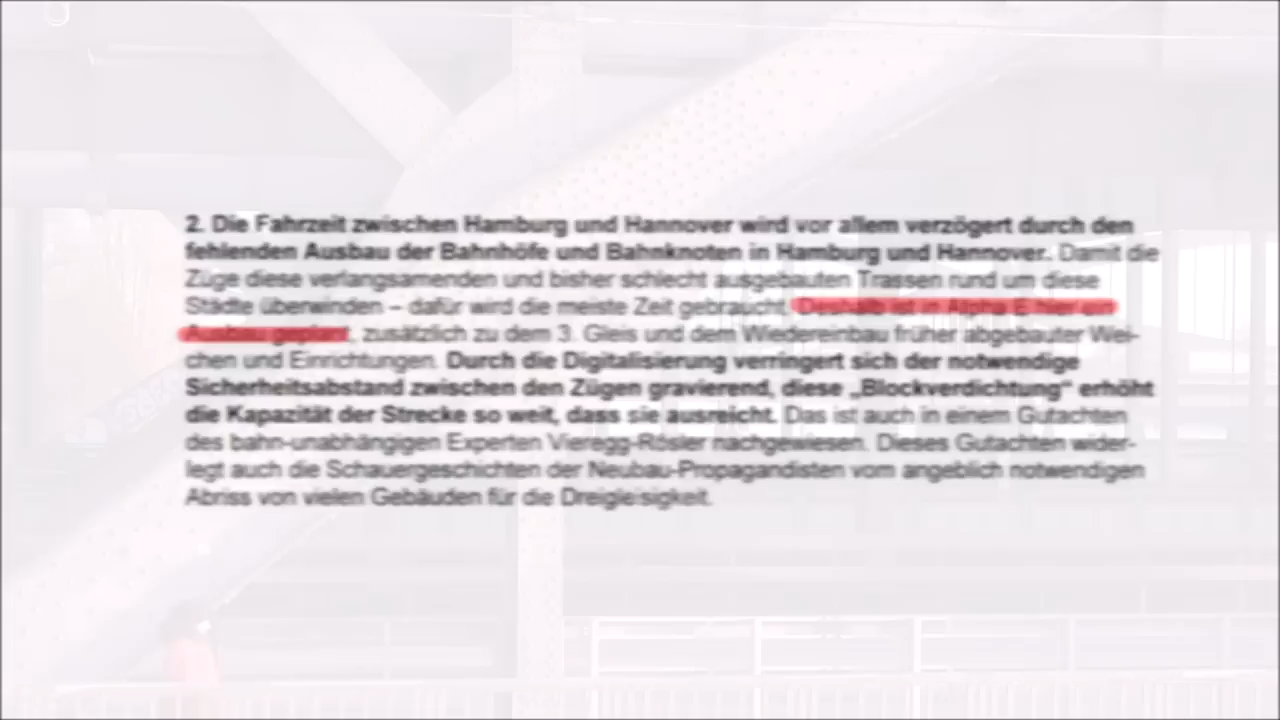 2. Die Fahrzeit zwischen Hamburg und Hannover wird vor allem verzögert durch den
fehlenden Ausbau der Bahnhöfe und Bahnknoten in Hamburg und Hannover. Damit die
Züge diese verlangsamenden und bisher schlecht ausgebauten Trassen rund um diese
Städte überwinden – dafür wird die meiste Zeit gebraucht. Deshalb ist in Alpha E hier ein
Ausbau geplant, zusätzlich zu dem 3. Gleis und dem Wiedereinbau früher abgebauter Wei-
chen und Einrichtungen. Durch die Digitalisierung verringert sich der notwendige
Sicherheitsabstand zwischen den Zügen gravierend, diese „Blockverdichtung“ erhöht
die Kapazität der Strecke so weit, dass sie ausreicht. Das ist auch in einem Gutachten
des bahn-unabhängigen Experten Vieregg-Rösler nachgewiesen. Dieses Gutachten wider-
legt auch die Schauergeschichten der Neubau-Propagandisten vom angeblich notwendigen
Abriss von vielen Gebäuden für die Dreigleisigkeit.